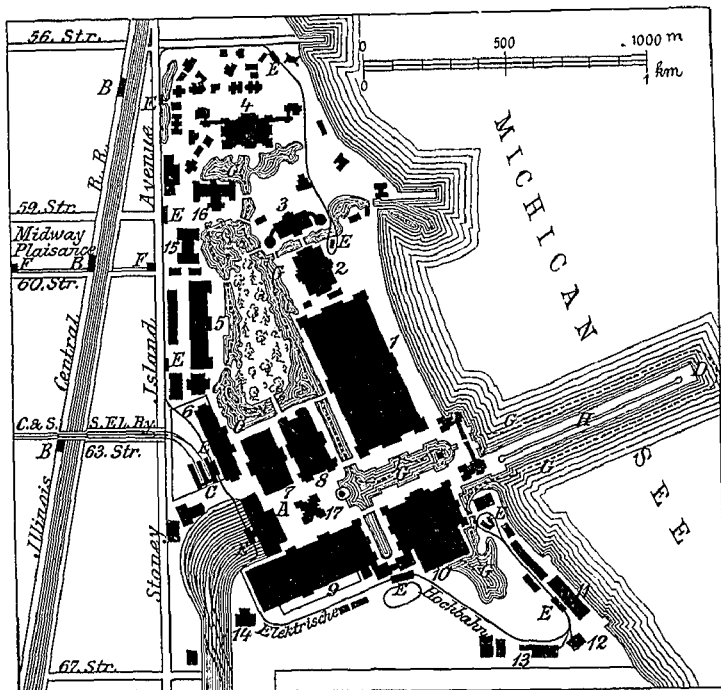 56. Str.
0 500 1000 m
1 km
B
E
E
4
R. R.
Avenue
MICHIGAN
G
59. Str.
E
16
3
E
Midway
Plaisance
15
F B F
60. Str.
2
G
5
1
Central
Island
E
D
G
H
6
C. & S. S. El. Ry.
E
G
B
63. Str.
G
SEE
C
7
8
G
A
17
E
E
G
Illinois
Stoney
9
10
G
11
E
E
Elektrische Hochbahn
14
12
13
67. Str.